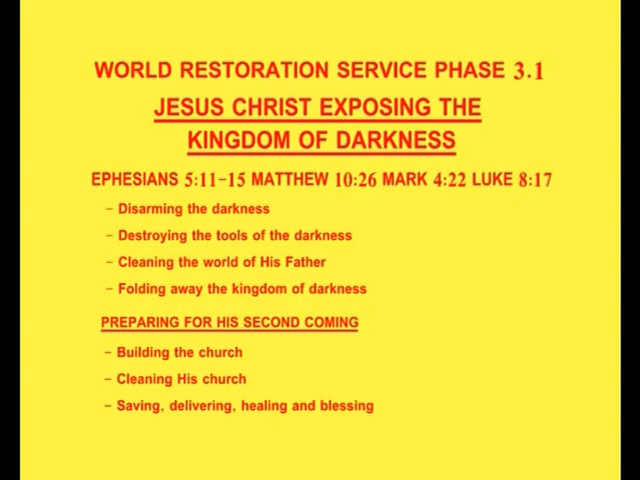 WORLD RESTORATION SERVICE PHASE 3.1
JESUS CHRIST EXPOSING THE
KINGDOM OF DARKNESS
EPHESIANS 5:11-15 MATTHEW 10:26 MARK 4:22 LUKE 8:17
- Disarming the darkness
- Destroying the tools of the darkness
- Cleaning the world of His Father
- Folding away the kingdom of darkness
PREPARING FOR HIS SECOND COMING
- Building the church
- Cleaning His church
- Saving, delivering, healing and blessing